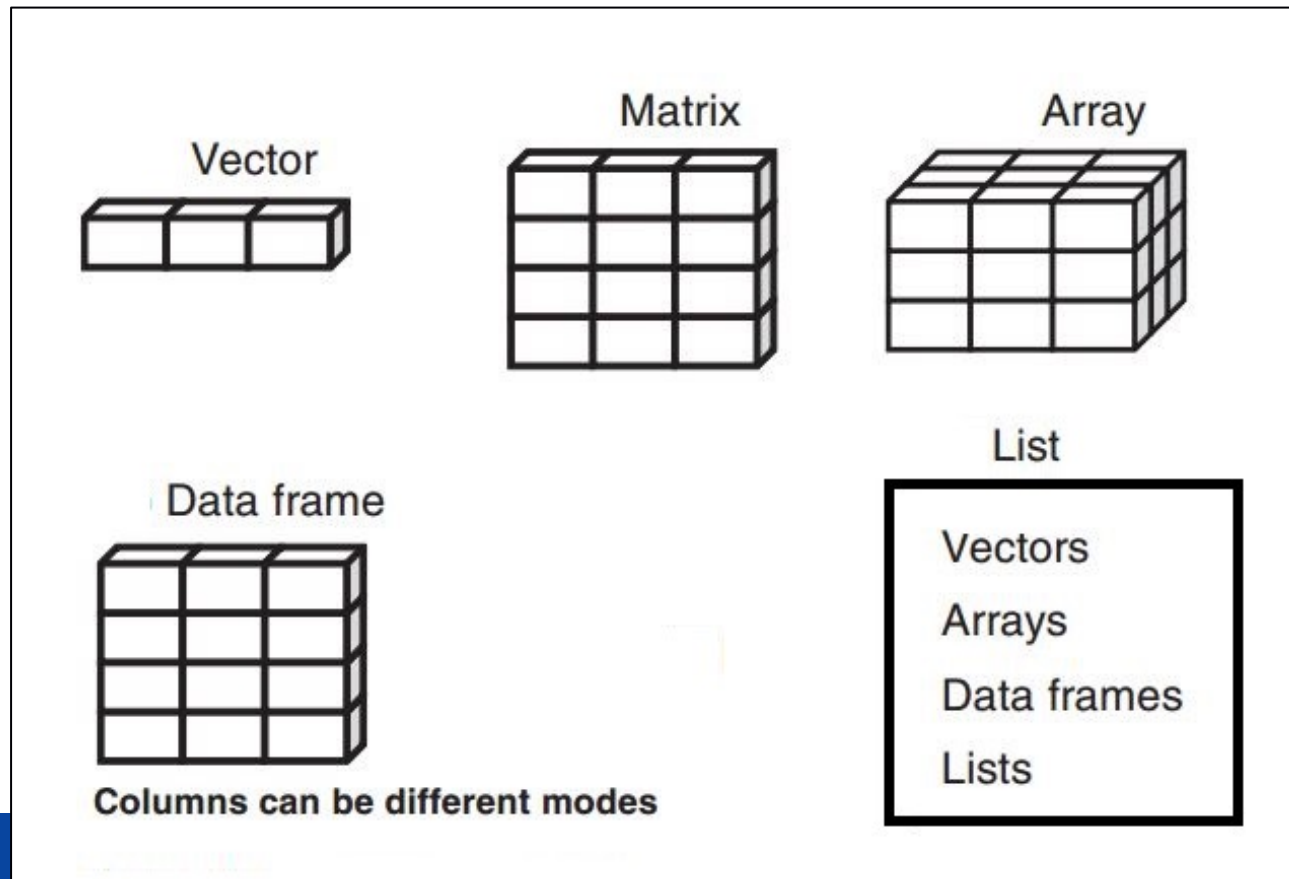 Vector
Matrix
Array
Data frame
Columns can be different modes
List
Vectors
Arrays
Data frames
Lists